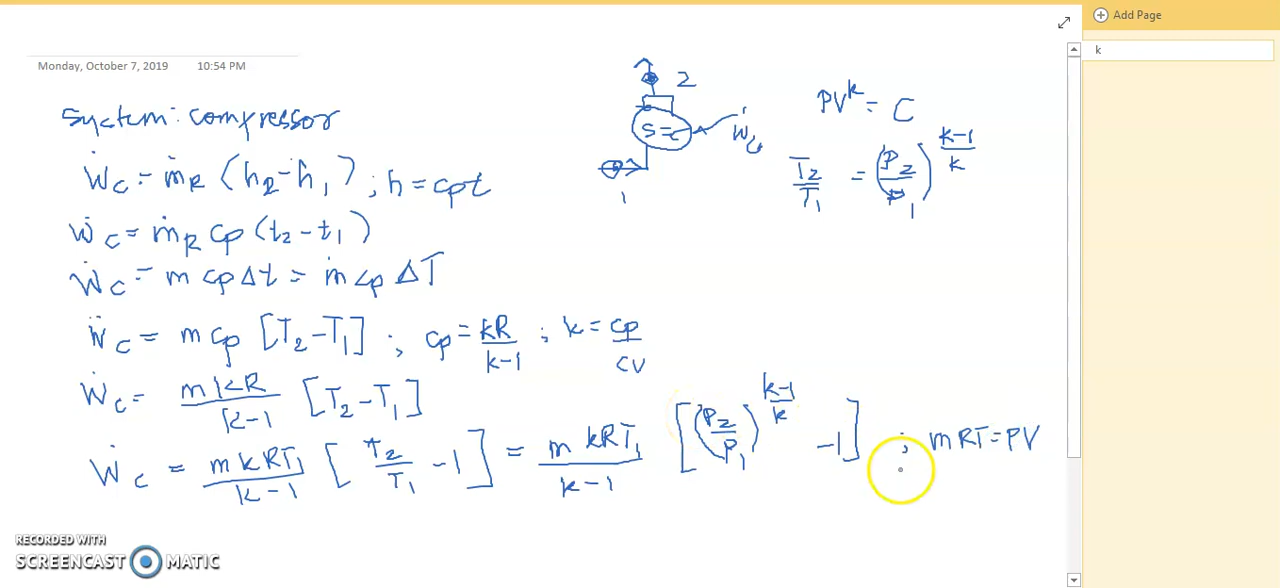 Add Page
k
Monday, October 7, 2019 10:54 PM
System: compressor
Ẇc = ṁR (h2 - h1) ; h = cpt
Ẇc = ṁR cp (t2 - t1)
Ẇc = m cp Δt = ṁ cp ΔT
Ẇc = m cp [T2 - T1] ; cp = kR/k-1 ; k = cp/cv
Ẇc = mkR/k-1 [T2 - T1]
Ẇc = mkRT1/k-1 [T2/T1 - 1] = m kRT1/k-1 [(P2/P1)^(k-1/k) - 1] ; mRT = PV
2
S=C
Ẇc
1
PV^k = C
T2/T1 = (P2/P1)^(k-1/k)
RECORDED WITH
SCREENCAST MATIC